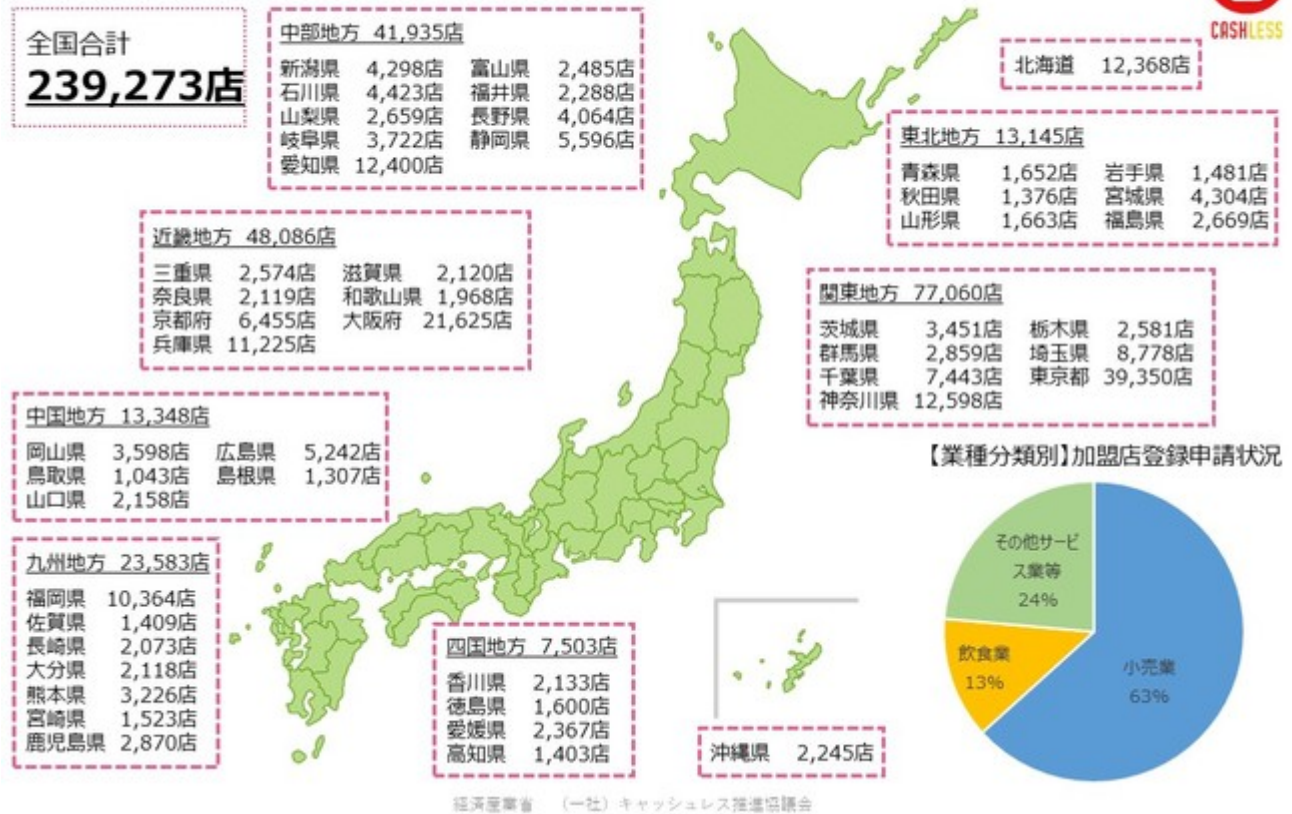 全国合計
239,273店
中部地方 41,935店
新潟県 4,298店 富山県 2,485店
石川県 4,423店 福井県 2,288店
山梨県 2,659店 長野県 4,064店
岐阜県 3,722店 静岡県 5,596店
愛知県 12,400店
CASHLESS
北海道 12,368店
東北地方 13,145店
青森県 1,652店 岩手県 1,481店
秋田県 1,376店 宮城県 4,304店
山形県 1,663店 福島県 2,669店
近畿地方 48,086店
三重県 2,574店 滋賀県 2,120店
奈良県 2,119店 和歌山県 1,968店
京都府 6,455店 大阪府 21,625店
兵庫県 11,225店
関東地方 77,060店
茨城県 3,451店 栃木県 2,581店
群馬県 2,859店 埼玉県 8,778店
千葉県 7,443店 東京都 39,350店
神奈川県 12,598店
中国地方 13,348店
岡山県 3,598店 広島県 5,242店
鳥取県 1,043店 島根県 1,307店
山口県 2,158店
【業種分類別】加盟店登録申請状況
その他サービ
ス業等
24%
飲食業
13%
小売業
63%
九州地方 23,583店
福岡県 10,364店
佐賀県 1,409店
長崎県 2,073店
大分県 2,118店
熊本県 3,226店
宮崎県 1,523店
鹿児島県 2,870店
四国地方 7,503店
香川県 2,133店
徳島県 1,600店
愛媛県 2,367店
高知県 1,403店
沖縄県 2,245店
経済産業省 （一社）キャッシュレス推進協議会